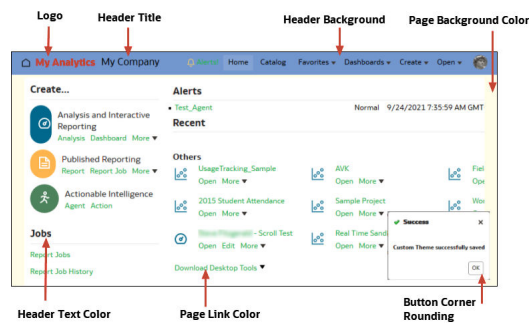 Logo
Header Title
Header Background
Page Background Color
My Analytics My Company Alerts! Home Catalog Favorites Dashboards Create Open
Create...
Analysis and Interactive Reporting
Analysis Dashboard More
Published Reporting
Report Report Job More
Actionable Intelligence
Agent Action
Jobs
Report Jobs
Report Job History
Alerts
Test_Agent Normal 9/24/2021 7:35:59 AM GMT
Recent
Others
UsageTracking_Sample
Open More
AVK
Open More
2015 Student Attendance
Open More
Sample Project
Open More
- Scroll Test
Open Edit More
Real Time Sandi
Open More
Download Desktop Tools
Success
Custom Theme successfully saved
OK
Header Text Color
Page Link Color
Button Corner
Rounding